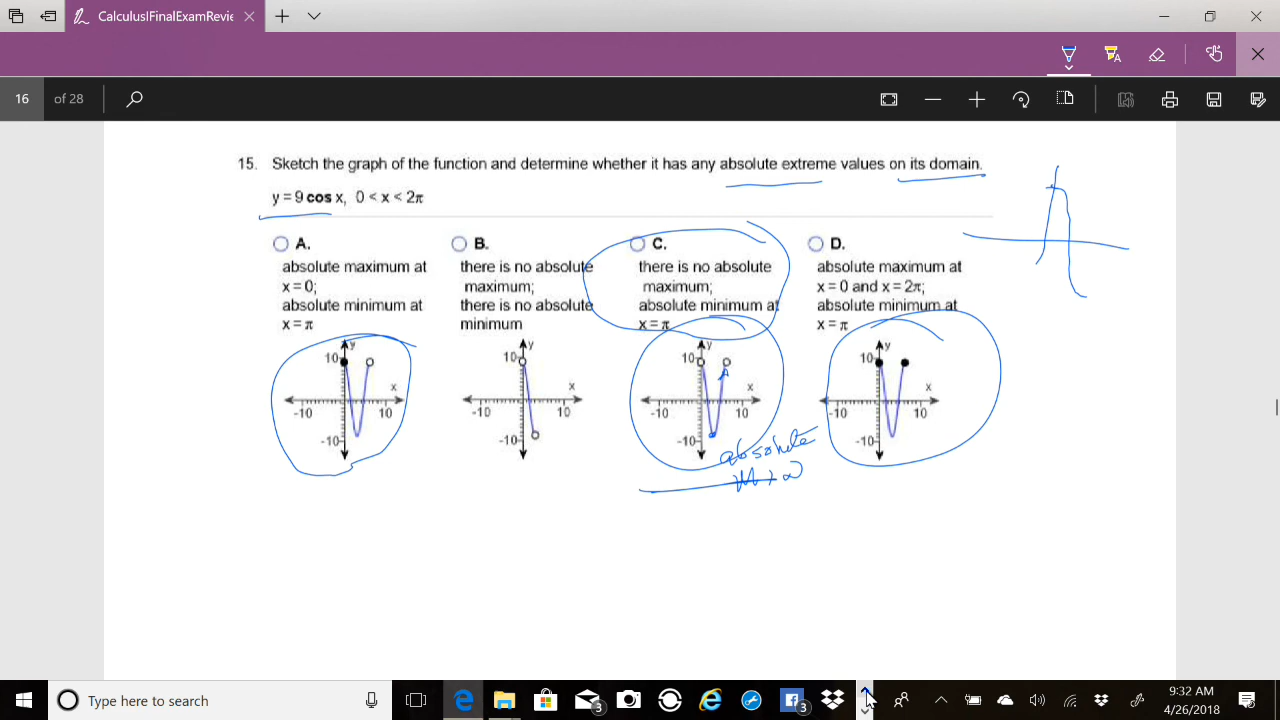 CalculusIFinalExamRevie
16 of 28
15. Sketch the graph of the function and determine whether it has any absolute extreme values on its domain.
y = 9 cos x, 0 < x < 2π
A.
absolute maximum at
x = 0;
absolute minimum at
x = π
B.
there is no absolute
maximum;
there is no absolute
minimum
C.
there is no absolute
maximum;
absolute minimum at
x = π
D.
absolute maximum at
x = 0 and x = 2π;
absolute minimum at
x = π
10 y
x
-10 10
-10
10 y
x
-10 10
-10
10 y
x
-10 10
-10
10 y
x
-10 10
-10
absolute
Type here to search
3
3
9:32 AM
4/26/2018